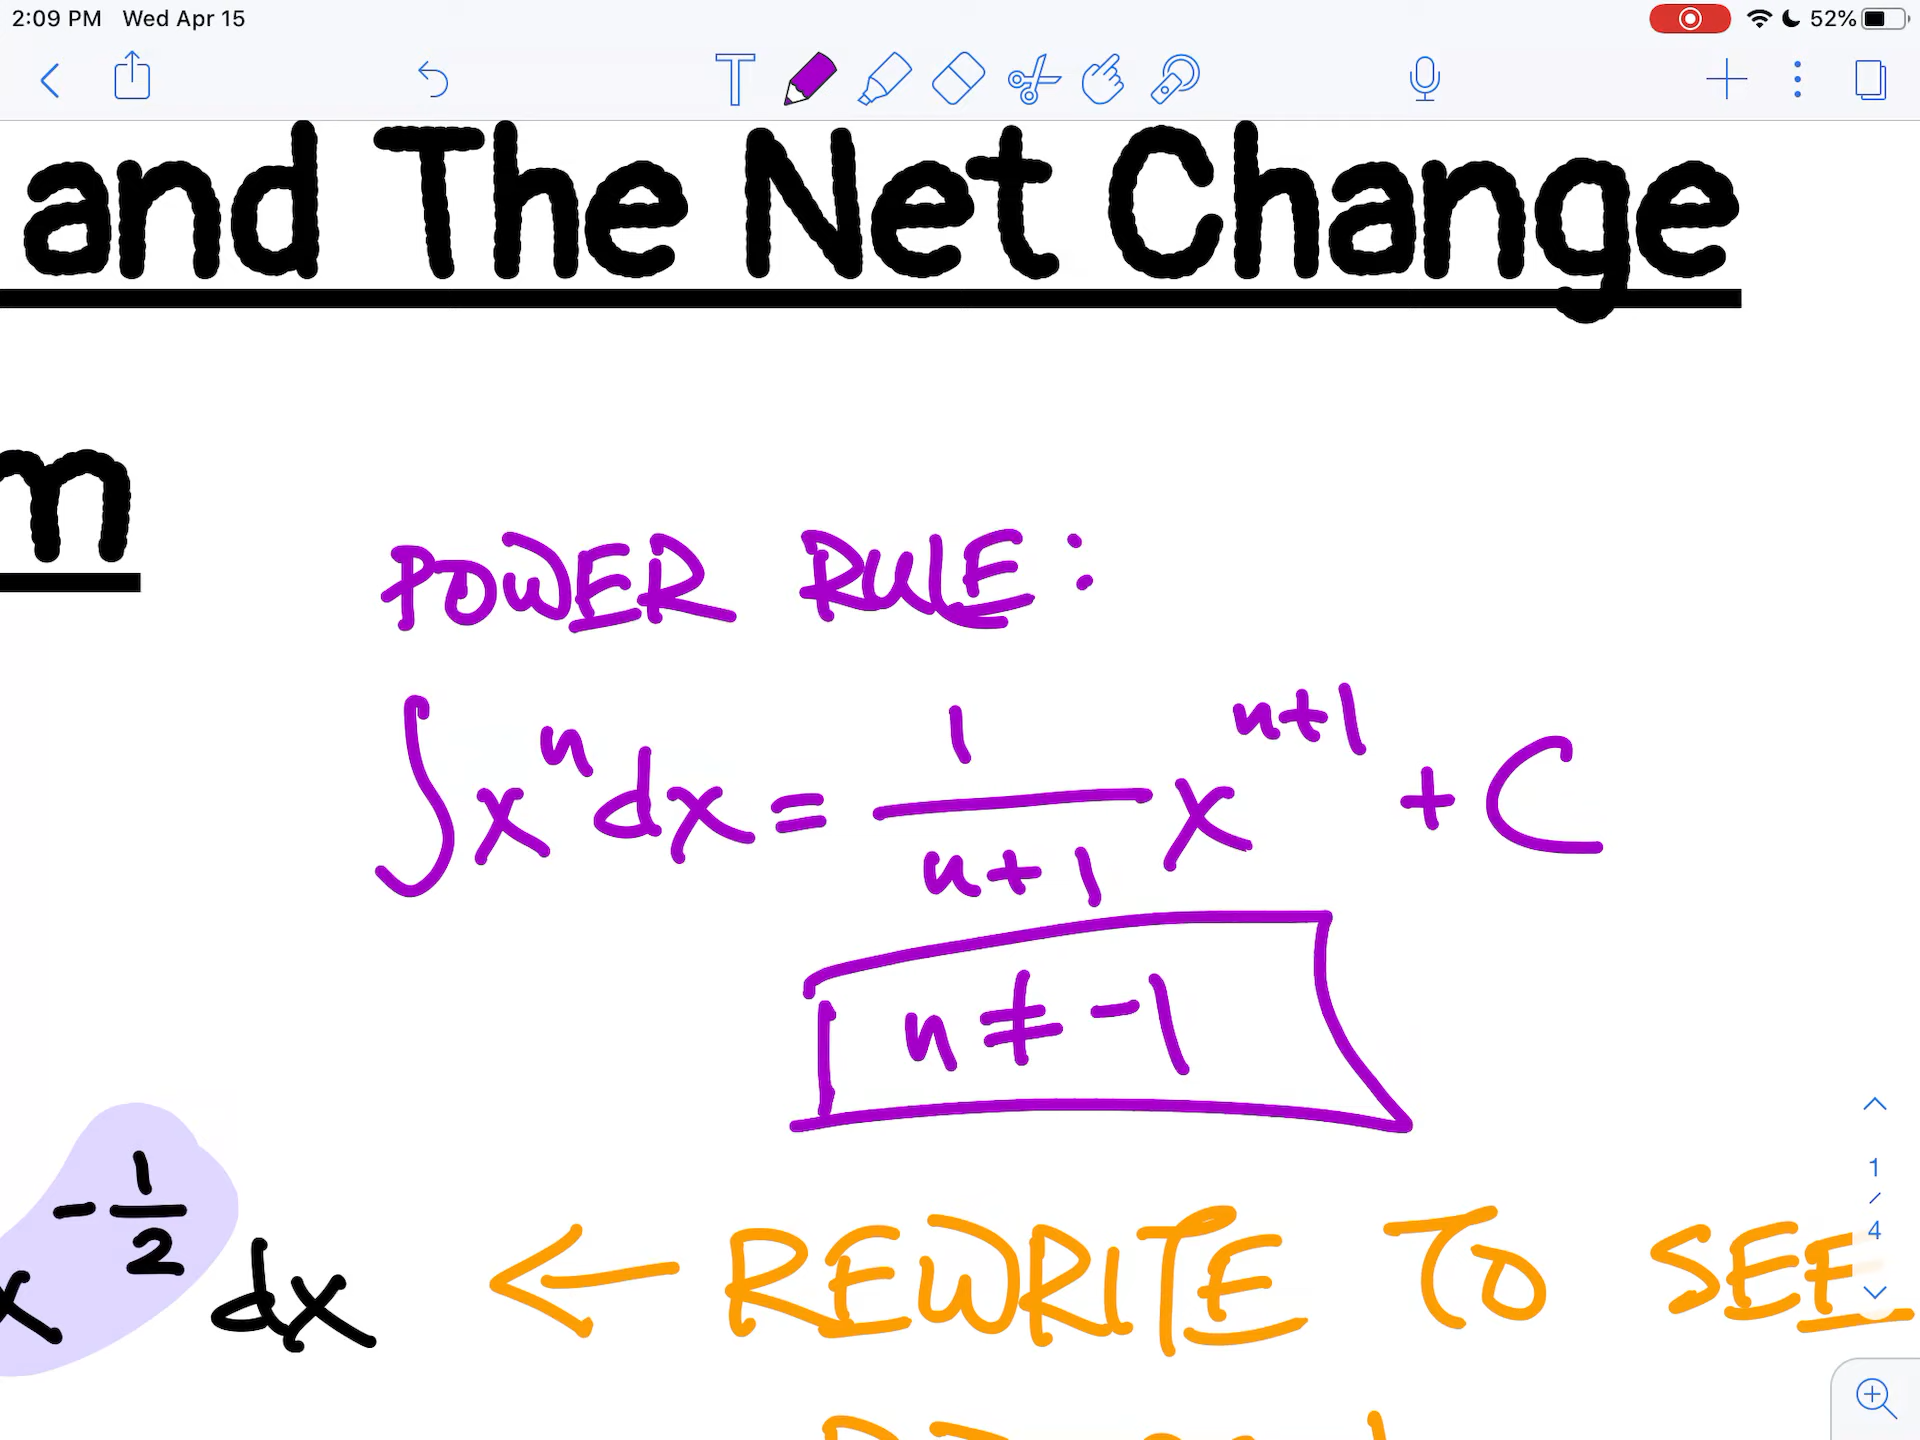 2:09 PM Wed Apr 15 52%
and The Net Change
m
POWER RULE:
∫xⁿdx = 1/(n+1) x^(n+1) + C
n ≠ -1
x^(-1/2) dx ← REWRITE TO SEE
1/4